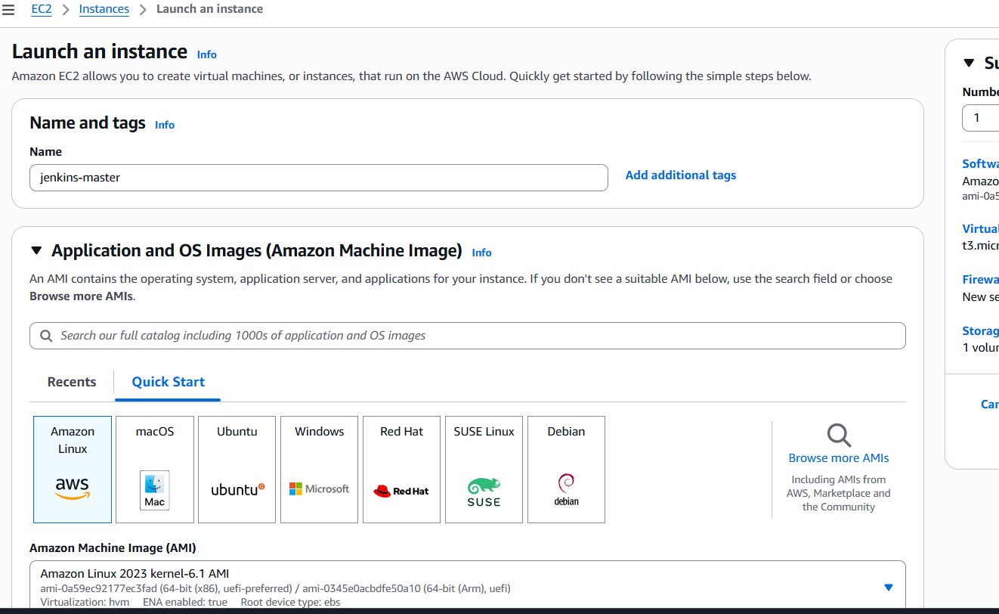 EC2 > Instances > Launch an instance
Launch an instance Info
Amazon EC2 allows you to create virtual machines, or instances, that run on the AWS Cloud. Quickly get started by following the simple steps below.
Name and tags Info
Name
jenkins-master
Add additional tags
Application and OS Images (Amazon Machine Image) Info
An AMI contains the operating system, application server, and applications for your instance. If you don't see a suitable AMI below, use the search field or choose
Browse more AMIs.
Search our full catalog including 1000s of application and OS images
Recents
Quick Start
Amazon
Linux
aws
macOS
Mac
Ubuntu
ubuntu
Windows
Microsoft
Red Hat
Red Hat
SUSE Linux
SUSE
Debian
debian
Browse more AMIs
Including AMIs from
AWS, Marketplace and
the Community
Amazon Machine Image (AMI)
Amazon Linux 2023 kernel-6.1 AMI
ami-0a59ec92177ec3fad (64-bit (x86), uefi-preferred) / ami-0345e0acbdfe50a10 (64-bit (Arm), uefi)
Virtualization: hvm ENA enabled: true Root device type: ebs
Su
Numbe
1
Softwa
Amazo
ami-0a5
Virtual
t3.micr
Firewa
New se
Storag
1 volu
Can